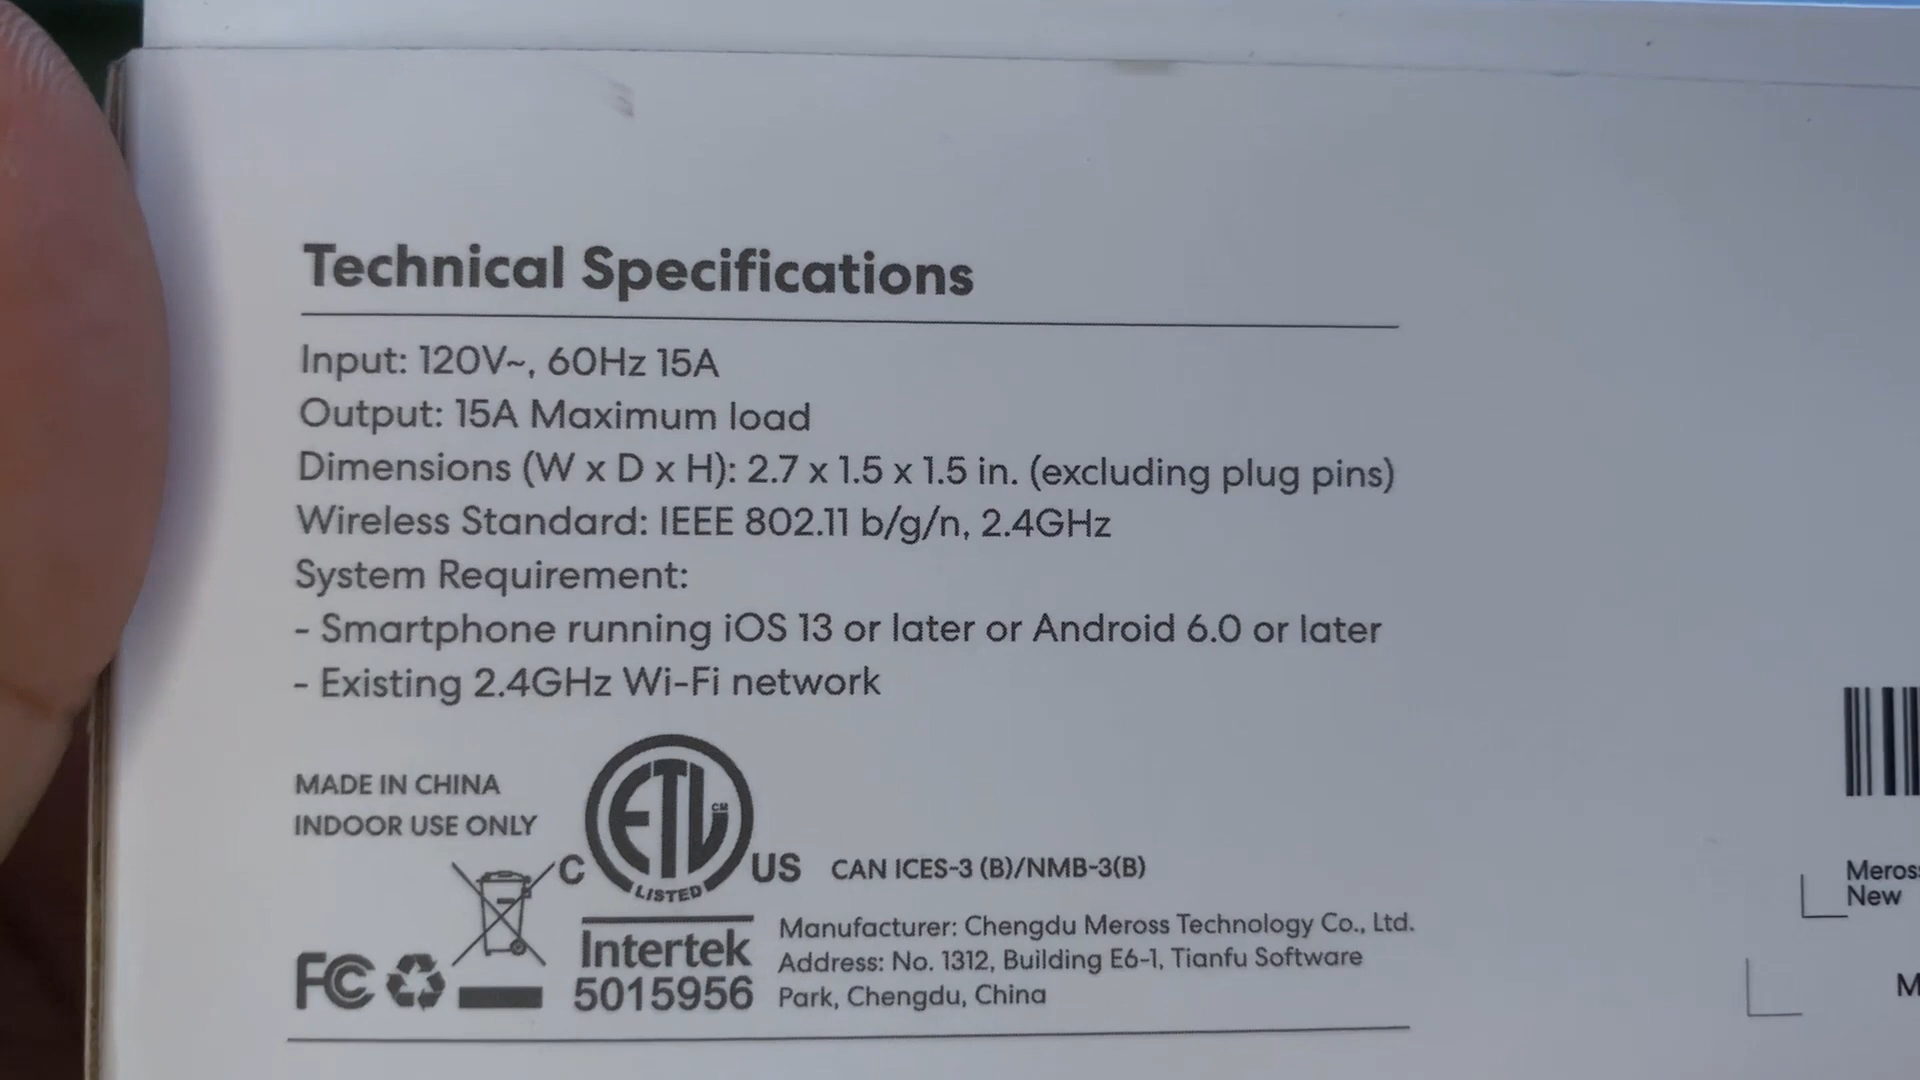 Technical Specifications
Input: 120V~, 60Hz 15A
Output: 15A Maximum load
Dimensions (W x D x H): 2.7 x 1.5 x 1.5 in. (excluding plug pins)
Wireless Standard: IEEE 802.11 b/g/n, 2.4GHz
System Requirement:
- Smartphone running iOS 13 or later or Android 6.0 or later
- Existing 2.4GHz Wi-Fi network
MADE IN CHINA
INDOOR USE ONLY
C ETL CM US
LISTED
CAN ICES-3 (B)/NMB-3(B)
FC
Intertek
5015956
Manufacturer: Chengdu Meross Technology Co., Ltd.
Address: No. 1312, Building E6-1, Tianfu Software
Park, Chengdu, China
New